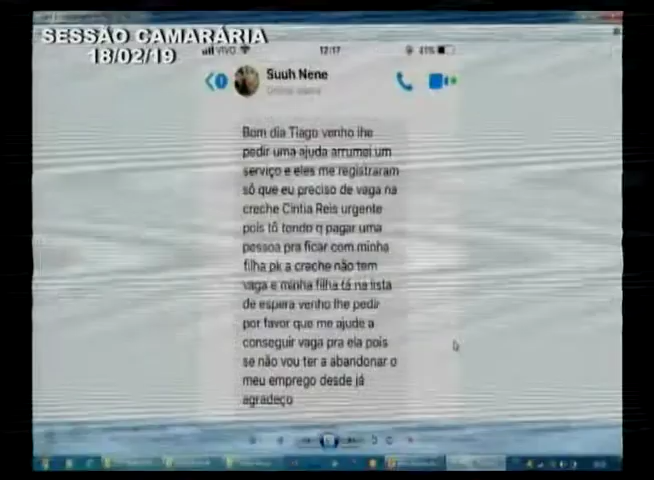 SESSÃO CAMARÁRIA
18/02/19
VIVO
12:17
41%
Suuh Nene
Bom dia Tiago venho lhe
pedir uma ajuda arrumei um
serviço e eles me registraram
só que eu preciso de vaga na
creche Cintia Reis urgente
pois tô tendo q pagar uma
pessoa pra ficar com minha
filha pk a creche não tem
vaga e minha filha tá na lista
de espera venho lhe pedir
por favor que me ajude a
conseguir vaga pra ela pois
se não vou ter a abandonar o
meu emprego desde já
agradeço